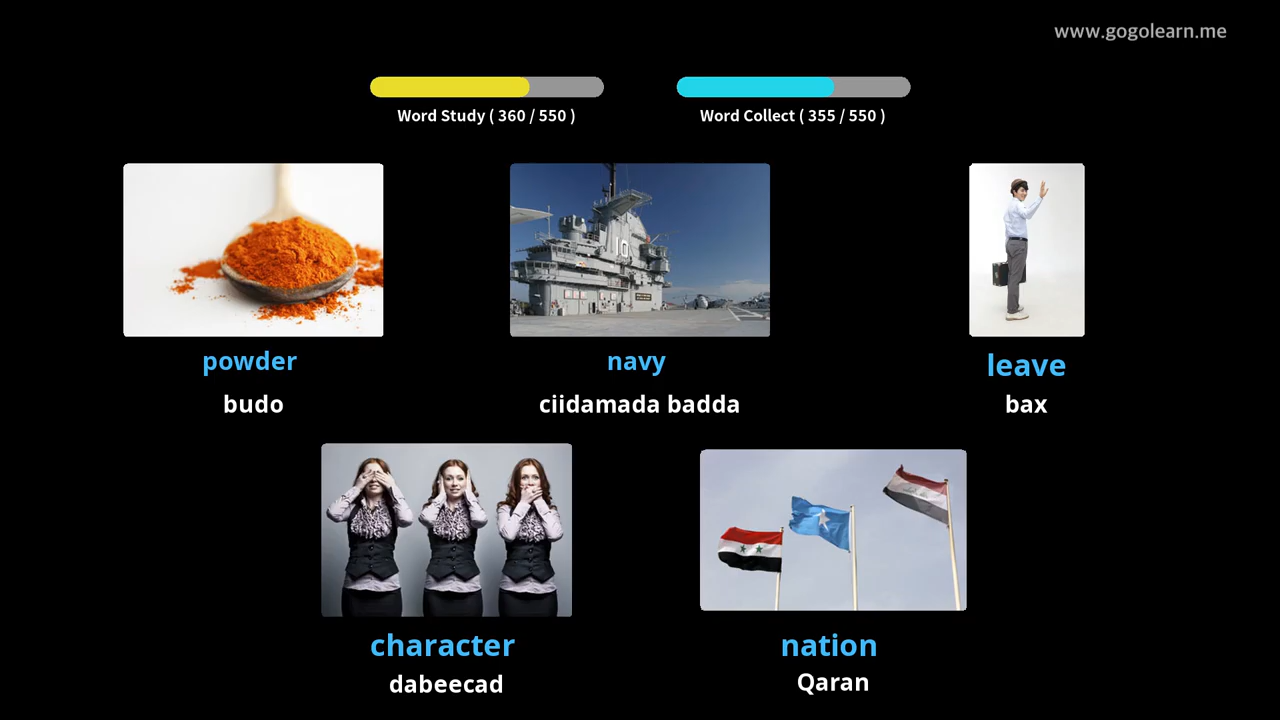 www.gogolearn.me
Word Study ( 360 / 550 )
Word Collect ( 355 / 550 )
10
powder
navy
leave
budo
ciidamada badda
bax
character
nation
dabeecad
Qaran